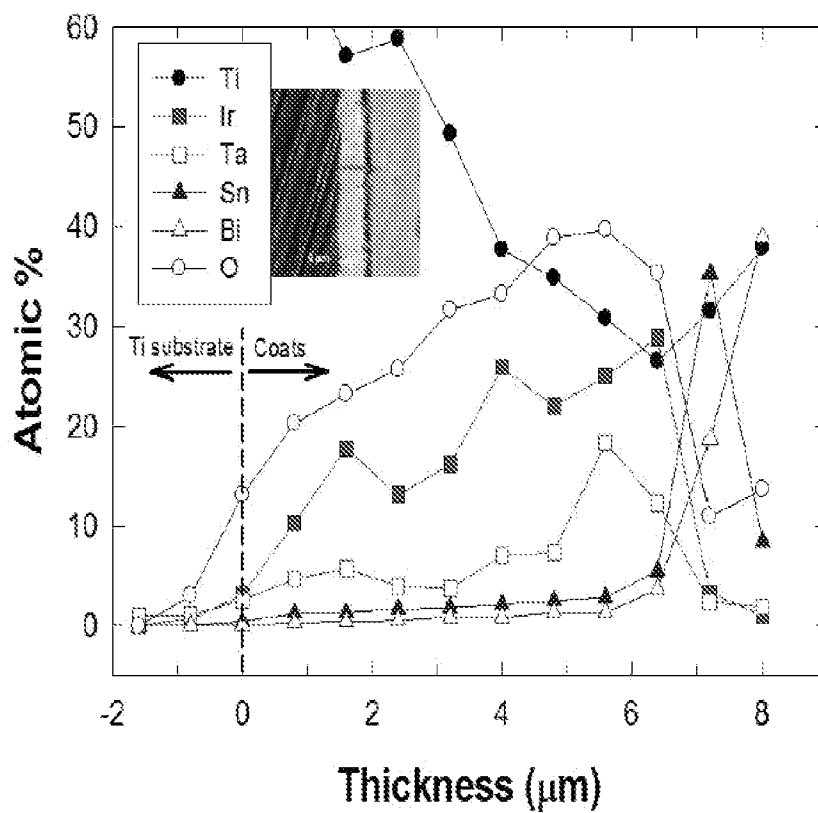 60
50
40
30
20
10
0
Atomic %
Ti
Ir
Ta
Sn
Bi
O
Ti substrate
Coats
-2 0 2 4 6 8
Thickness (μm)